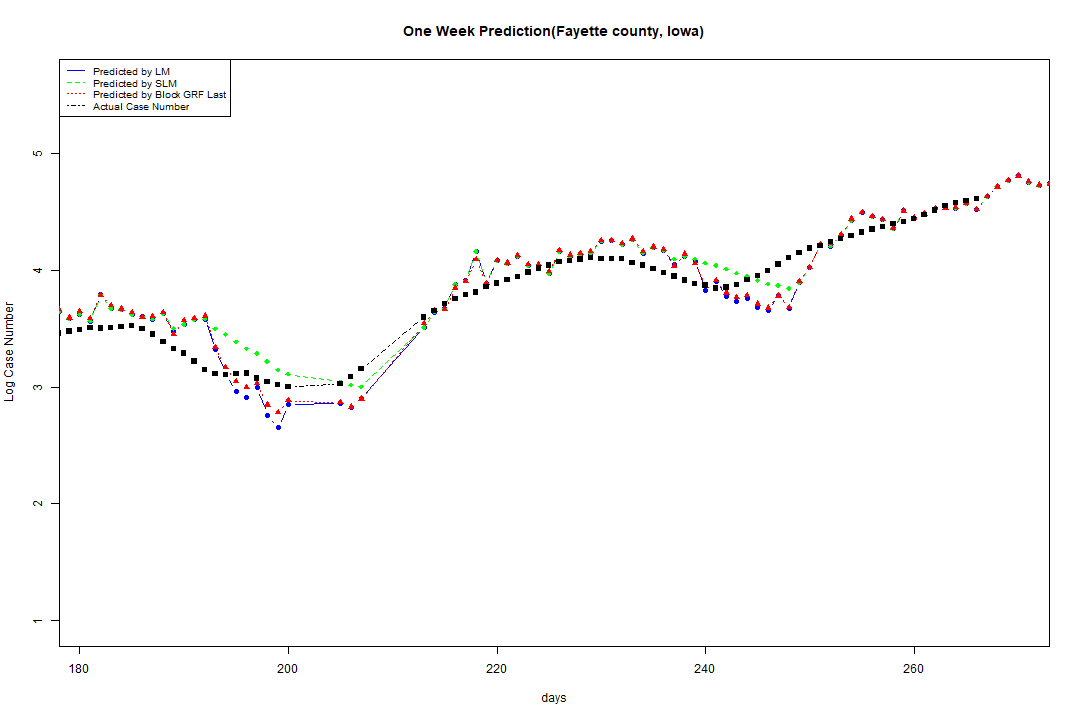 One Week Prediction(Fayette county, Iowa)
Predicted by LM
Predicted by SLM
Predicted by Block GRF Last
Actual Case Number
Log Case Number
5
4
3
2
1
180 200 220 240 260
days